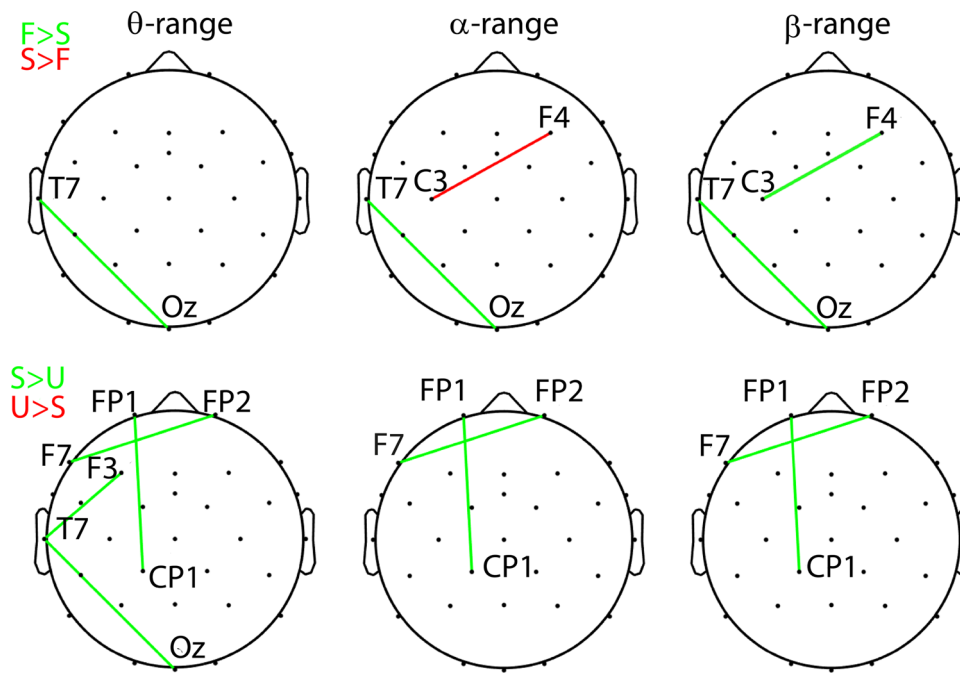 θ-range α-range β-range
F>S
S>F
F4 F4
T7 T7 C3 T7 C3
Oz Oz Oz
S>U
U>S
FP1 FP2 FP1 FP2 FP1 FP2
F7 F7 F7
F3
T7
CP1 CP1 CP1
Oz